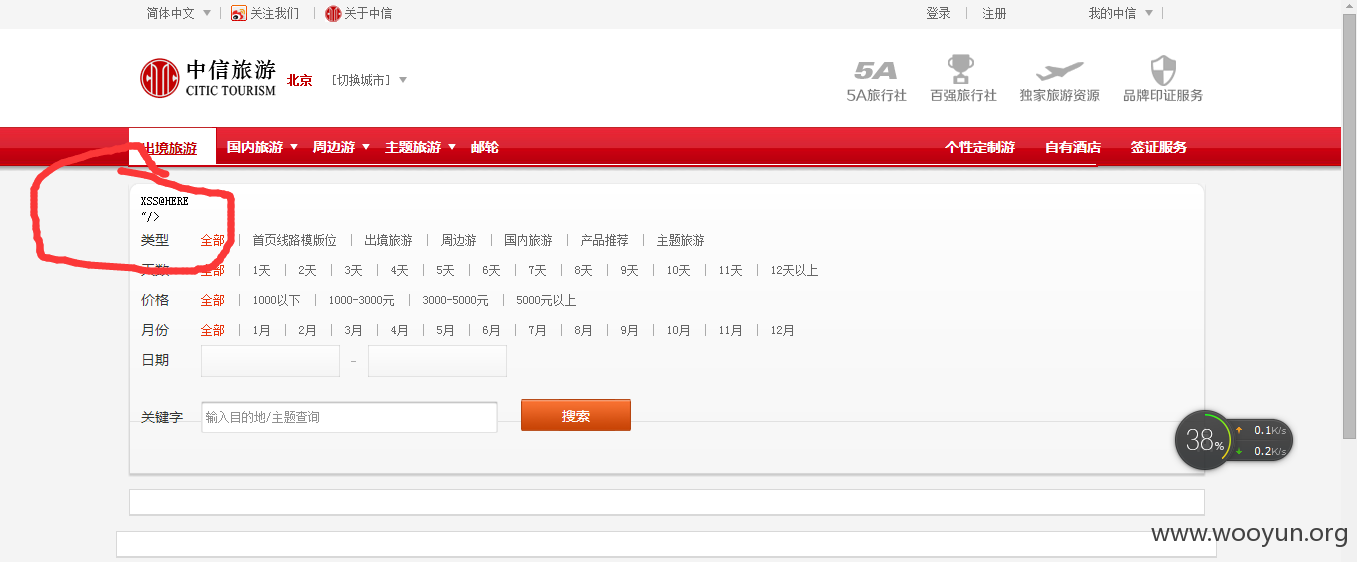 简体中文 关注我们 关于中信 登录 注册 我的中信
中信旅游
CITIC TOURISM
北京 [切换城市]
5A 5A旅行社 百强旅行社 独家旅游资源 品牌印证服务
出境旅游 国内旅游 周边游 主题旅游 邮轮 个性定制游 自有酒店 签证服务
XSS@HERE
"/>
类型 全部 首页线路模版位 出境旅游 周边游 国内旅游 产品推荐 主题旅游
天数 全部 1天 2天 3天 4天 5天 6天 7天 8天 9天 10天 11天 12天以上
价格 全部 1000以下 1000-3000元 3000-5000元 5000元以上
月份 全部 1月 2月 3月 4月 5月 6月 7月 8月 9月 10月 11月 12月
日期 -
关键字 输入目的地/主题查询 搜索
38% 0.1K/s
0.2K/s
www.wooyun.org